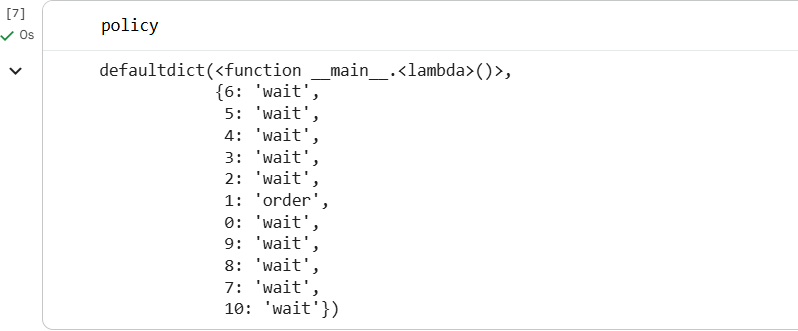 [7]
0s
policy
defaultdict(<function __main__.<lambda>()>,
{6: 'wait',
5: 'wait',
4: 'wait',
3: 'wait',
2: 'wait',
1: 'order',
0: 'wait',
9: 'wait',
8: 'wait',
7: 'wait',
10: 'wait'})